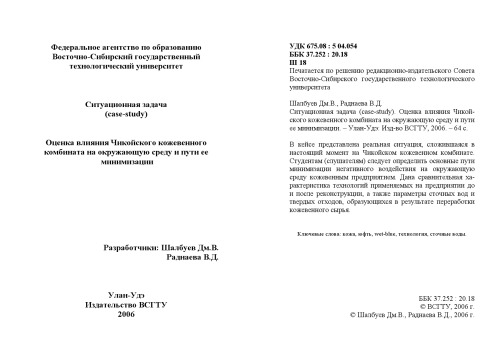 Федеральное агентство по образованию
Восточно-Сибирский государственный
технологический университет
Ситуационная задача
(case-study)
Оценка влияния Чикойского кожевенного
комбината на окружающую среду и пути ее
минимизации
Разработчики: Шалбуев Дм.В.
Раднаева В.Д.
Улан-Удэ
Издательство ВСГТУ
2006
УДК 675.08 : 5 04.054
ББК 37.252 : 20.18
Ш 18
Печатается по решению редакционно-издательского Совета
Восточно-Сибирского государственного технологического
университета
Шалбуев Дм.В., Раднаева В.Д.
Ситуационная задача (case-study). Оценка влияния Чикой-
ского кожевенного комбината на окружающую среду и пути
ее минимизации. – Улан-Удэ: Изд-во ВСГТУ, 2006. – 64 с.
В кейсе представлена реальная ситуация, сложившаяся в
настоящий момент на Чикойском кожевенном комбинате.
Студентам (слушателям) следует определить основные пути
минимизации негативного воздействия на окружающую
среду кожевенным предприятием. Дана сравнительная ха-
рактеристика технологий применяемых на предприятии до
и после реконструкции, а также параметры сточных вод и
твердых отходов, образующихся в результате переработки
кожевенного сырья.
Ключевые слова: кожа, юфть, wet-blue, технология, сточные воды.
ББК 37.252 : 20.18
© ВСГТУ, 2006 г.
© Шалбуев Дм.В., Раднаева В.Д., 2006 г.